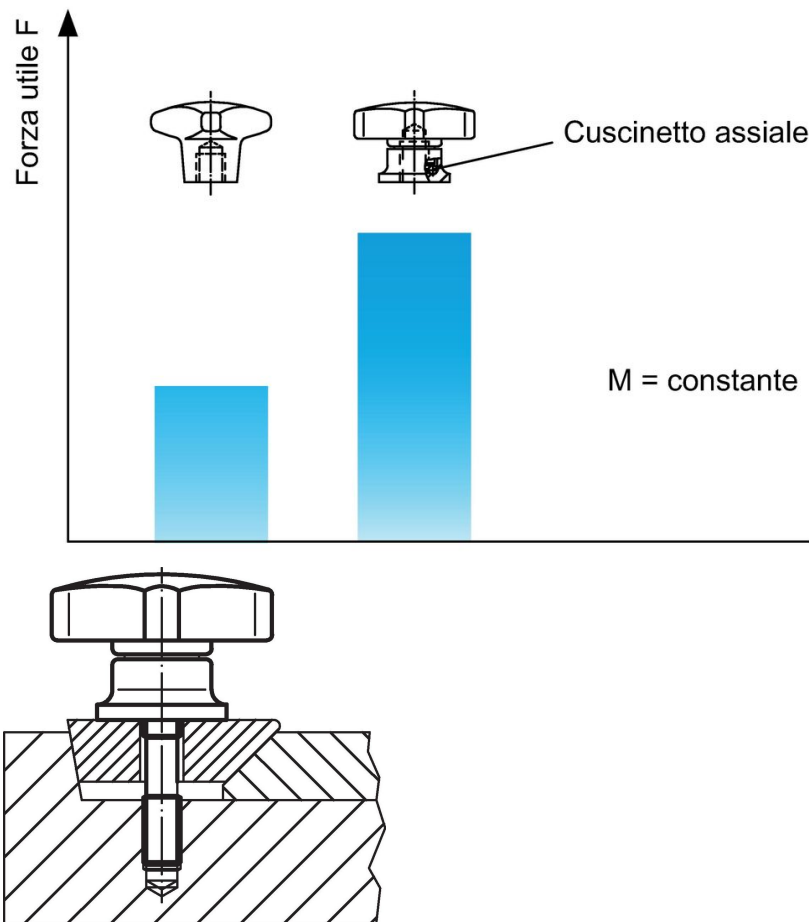 Forza utile F
Cuscinetto assiale
M = constante